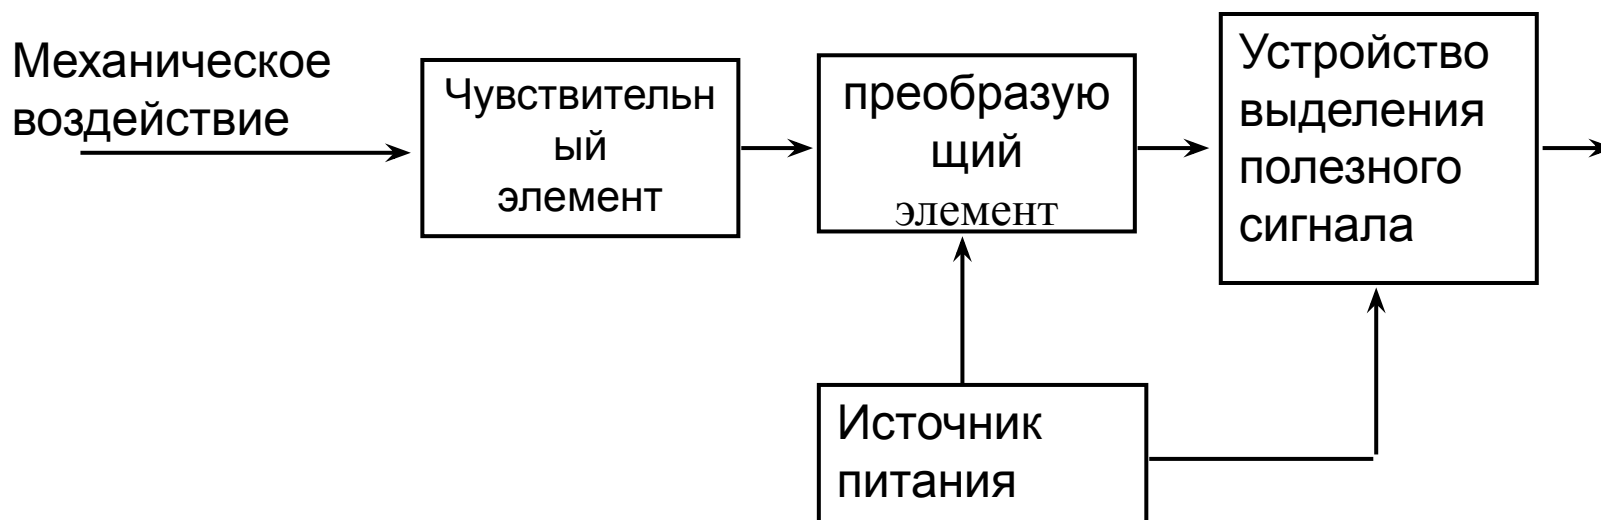 Механическое
воздействие
Чувствительн
ый
элемент
преобразую
щий
элемент
Устройство
выделения
полезного
сигнала
Источник
питания